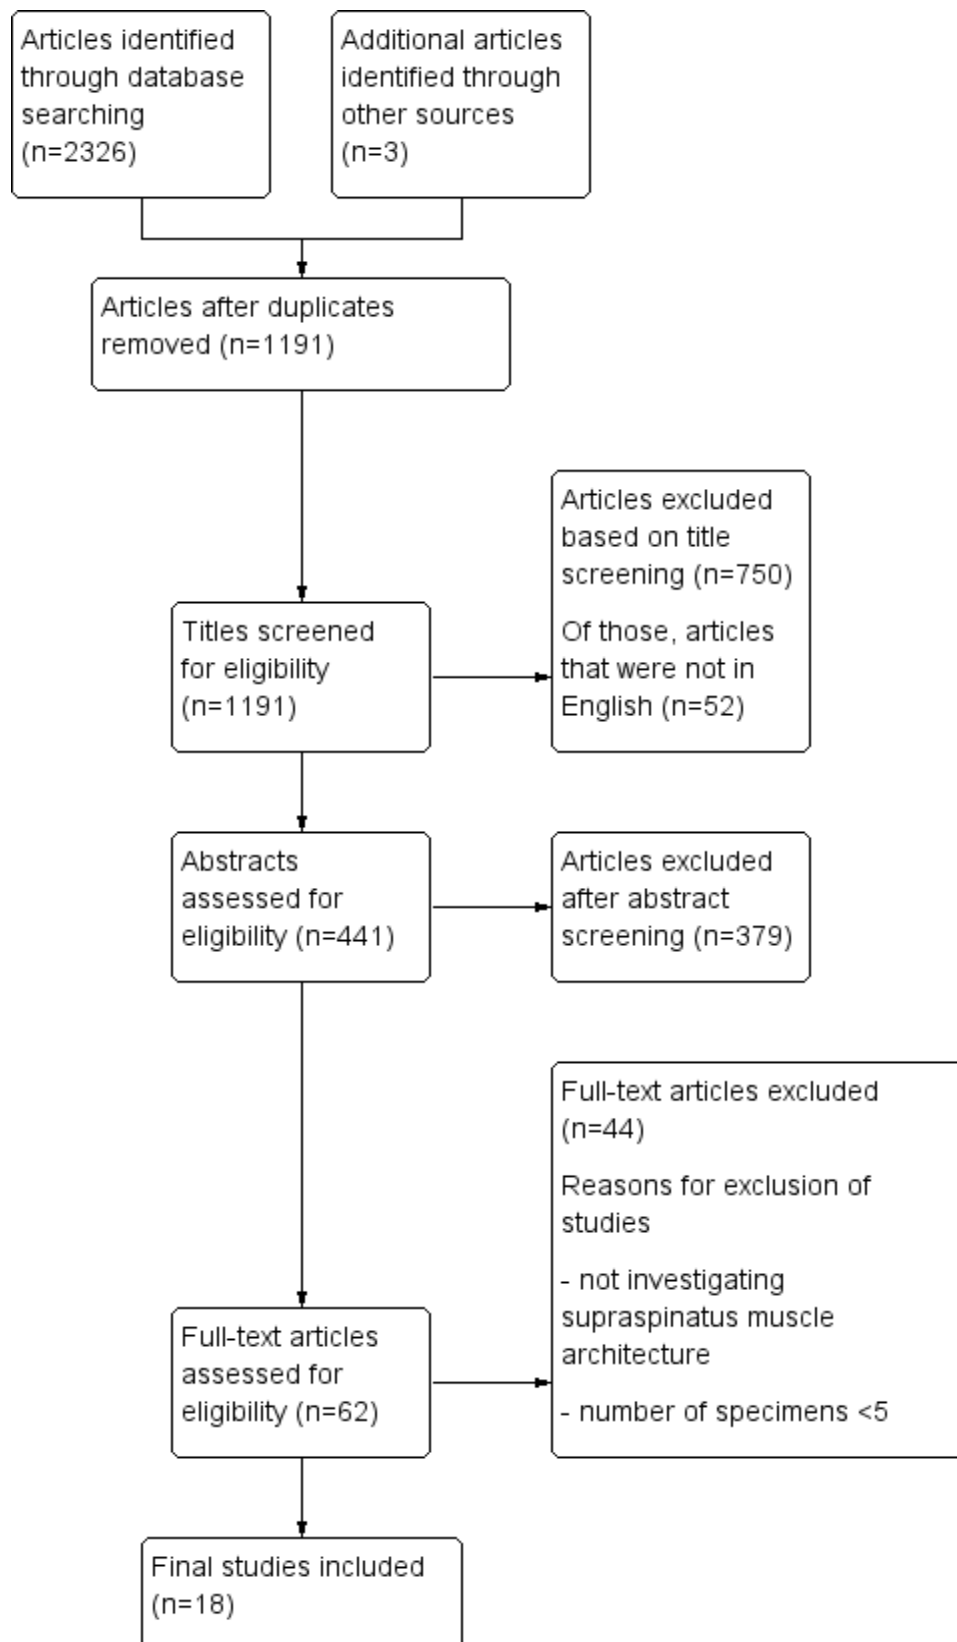 Articles identified
through database
searching
(n=2326)
Additional articles
identified through
other sources
(n=3)
Articles after duplicates
removed (n=1191)
Titles screened
for eligibility
(n=1191)
Articles excluded
based on title
screening (n=750)
Of those, articles
that were not in
English (n=52)
Abstracts
assessed for
eligibility (n=441)
Articles excluded
after abstract
screening (n=379)
Full-text articles
assessed for
eligibility (n=62)
Full-text articles excluded
(n=44)
Reasons for exclusion of
studies
- not investigating
supraspinatus muscle
architecture
- number of specimens <5
Final studies included
(n=18)